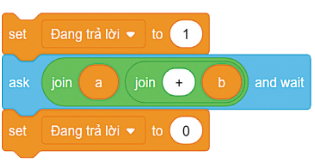 set Đang trả lời to 1
ask join a join + b and wait
set Đang trả lời to 0